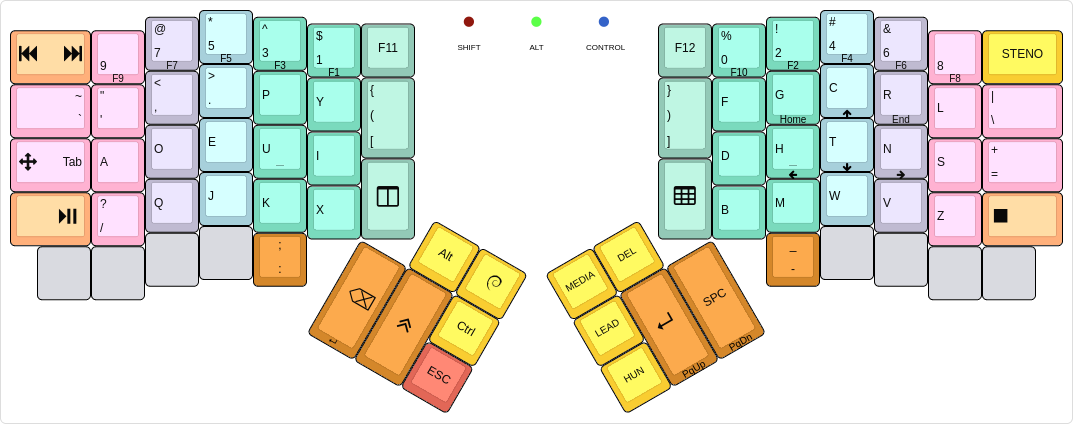 SHIFT ALT CONTROL
9
F9
@
7
F7
*
5
F5
^
3
F3
$
1
F1
F11
~
`
"
'
<
,
>
.
P
Y
{
(
[
Tab
A
O
E
U
_
I
?
/
Q
J
K
X
;
:
Alt
Ctrl
ESC
F12
%
0
F10
!
2
F2
#
4
F4
&
6
F6
8
F8
STENO
}
)
]
F
G
Home
C
R
End
L
|
\
D
H
_
T
N
S
+
=
B
M
W
V
Z
_
-
MEDIA
DEL
LEAD
HUN
SPC
PgUp
PgDn